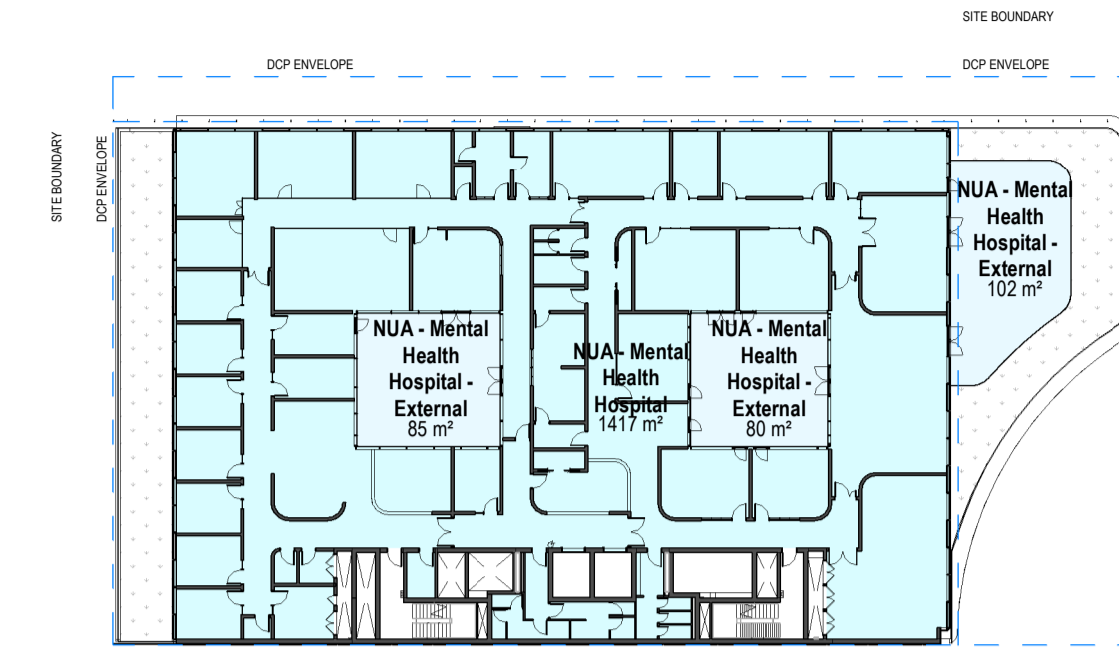 SITE BOUNDARY
DCP ENVELOPE
DCP ENVELOPE
SITE BOUNDARY
DCP ENVELOPE
NUA - Mental
Health
Hospital -
External
102 m²
NUA - Mental
Health
Hospital -
External
85 m²
NUA - Mental
Health
Hospital
1417 m²
NUA - Mental
Health
Hospital -
External
80 m²